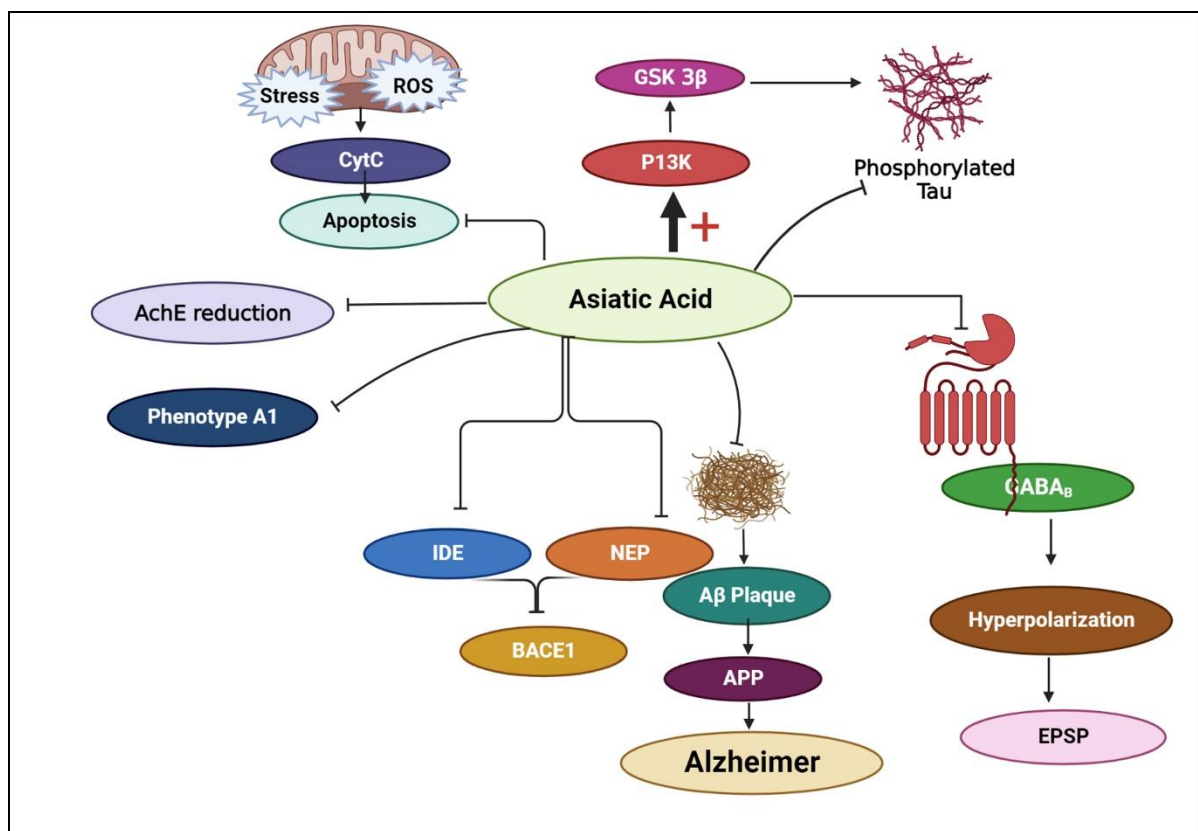 Stress
ROS
GSK 3β
CytC
P13K
Phosphorylated
Tau
Apoptosis
+
Asiatic Acid
AchE reduction
Phenotype A1
GABAB
IDE
NEP
Aβ Plaque
Hyperpolarization
BACE1
APP
EPSP
Alzheimer